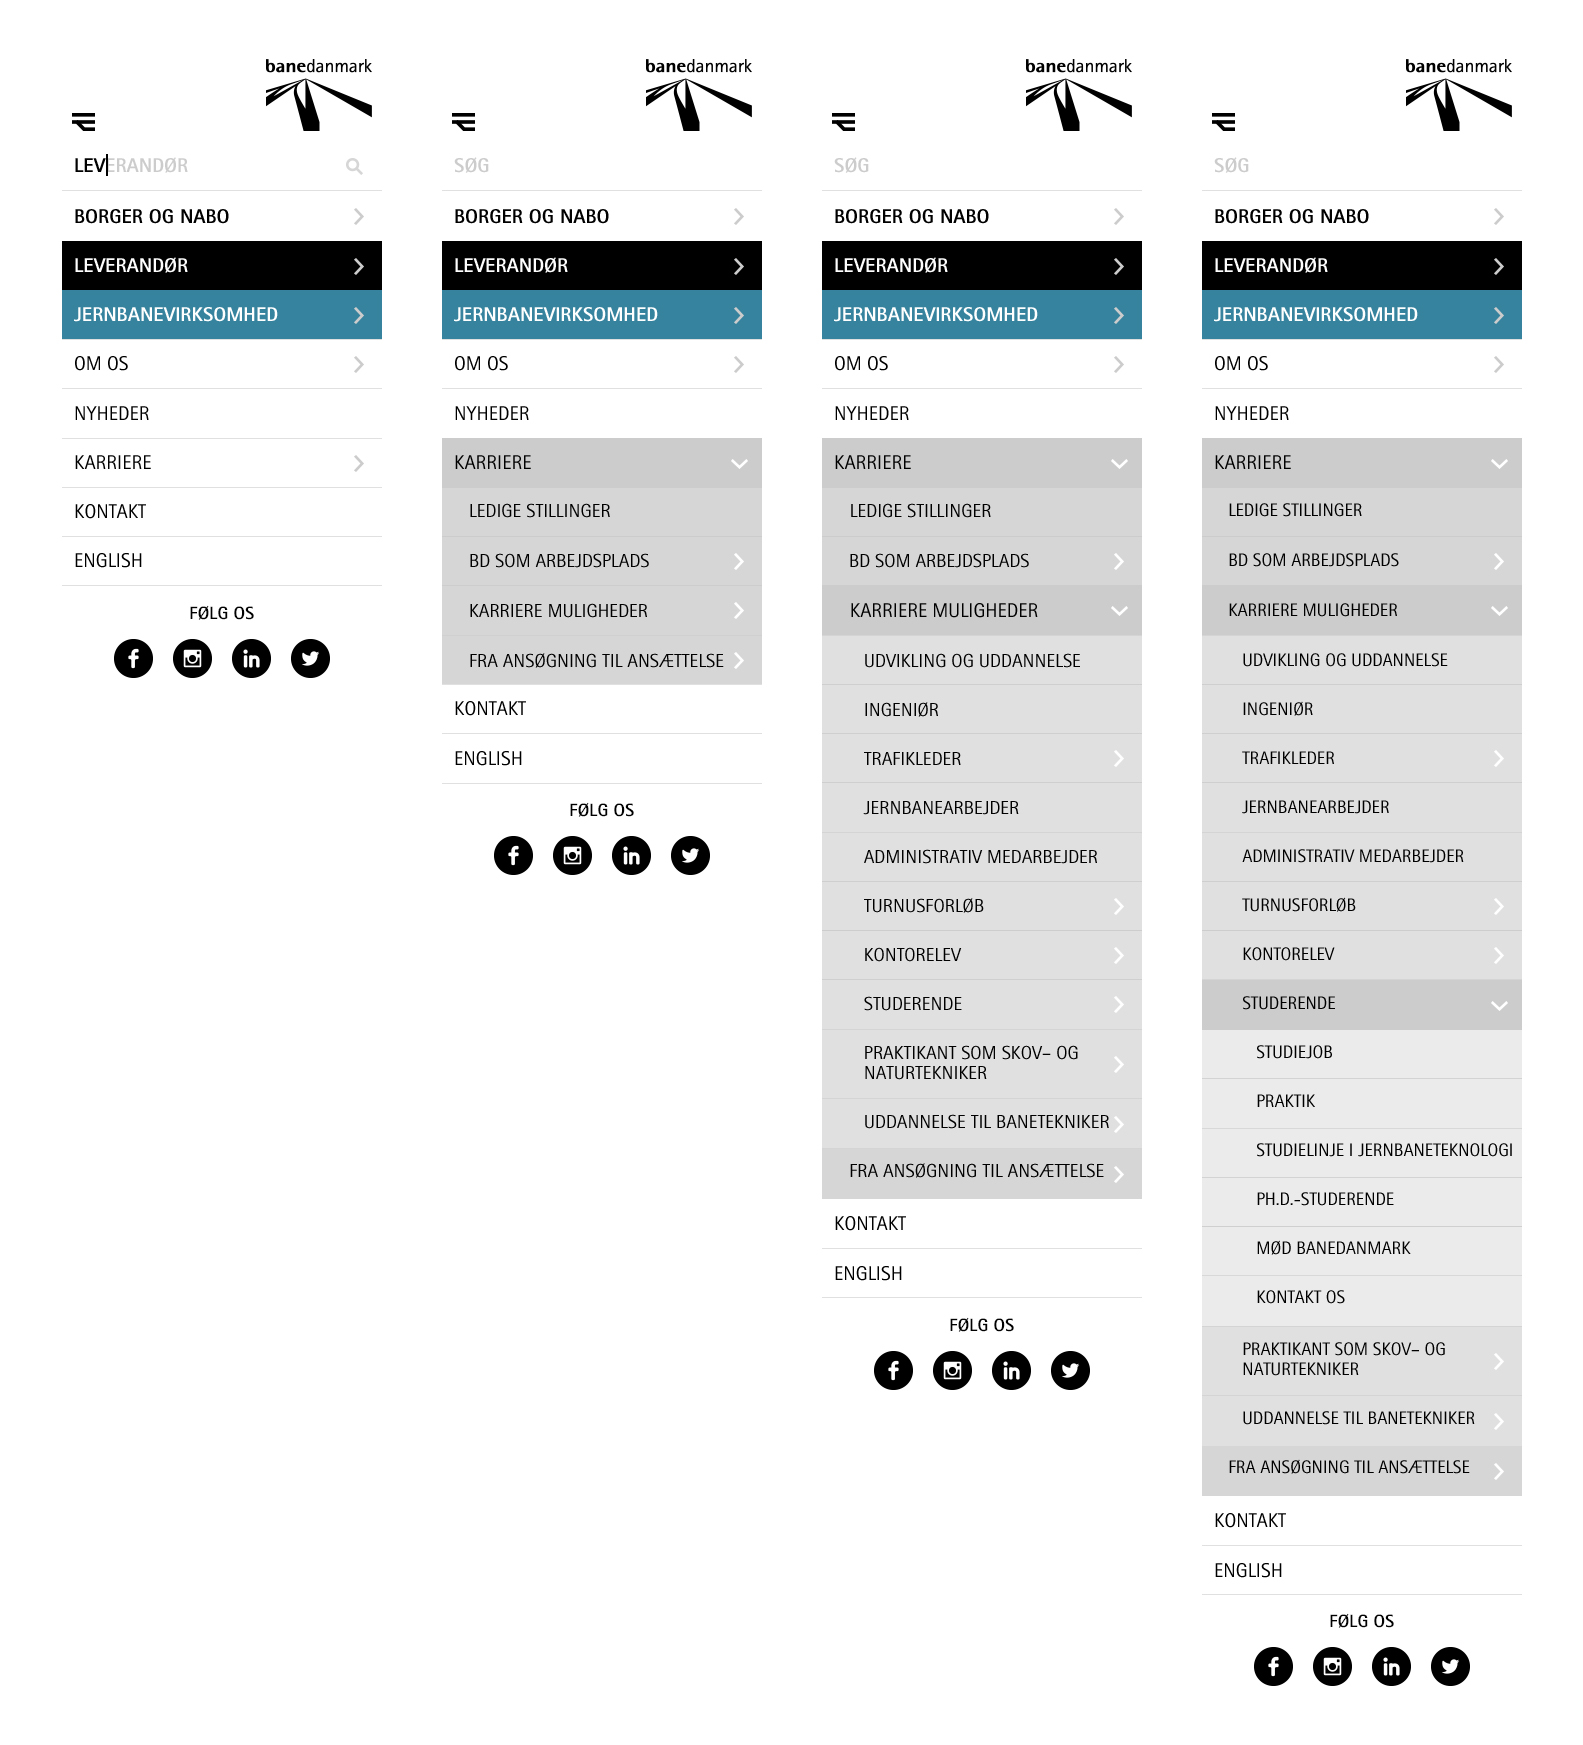 banedanmark
LEVERANDØR
BORGER OG NABO
LEVERANDØR
JERNBANEVIRKSOMHED
OM OS
NYHEDER
KARRIERE
KONTAKT
ENGLISH
FØLG OS
banedanmark
SØG
BORGER OG NABO
LEVERANDØR
JERNBANEVIRKSOMHED
OM OS
NYHEDER
KARRIERE
LEDIGE STILLINGER
BD SOM ARBEJDSPLADS
KARRIERE MULIGHEDER
FRA ANSØGNING TIL ANSÆTTELSE
KONTAKT
ENGLISH
FØLG OS
banedanmark
SØG
BORGER OG NABO
LEVERANDØR
JERNBANEVIRKSOMHED
OM OS
NYHEDER
KARRIERE
LEDIGE STILLINGER
BD SOM ARBEJDSPLADS
KARRIERE MULIGHEDER
UDVIKLING OG UDDANNELSE
INGENIØR
TRAFIKLEDER
JERNBANEARBEJDER
ADMINISTRATIV MEDARBEJDER
TURNUSFORLØB
KONTORELEV
STUDERENDE
PRAKTIKANT SOM SKOV– OG
NATURTEKNIKER
UDDANNELSE TIL BANETEKNIKER
FRA ANSØGNING TIL ANSÆTTELSE
KONTAKT
ENGLISH
FØLG OS
banedanmark
SØG
BORGER OG NABO
LEVERANDØR
JERNBANEVIRKSOMHED
OM OS
NYHEDER
KARRIERE
LEDIGE STILLINGER
BD SOM ARBEJDSPLADS
KARRIERE MULIGHEDER
UDVIKLING OG UDDANNELSE
INGENIØR
TRAFIKLEDER
JERNBANEARBEJDER
ADMINISTRATIV MEDARBEJDER
TURNUSFORLØB
KONTORELEV
STUDERENDE
STUDIEJOB
PRAKTIK
STUDIELINJE I JERNBANETEKNOLOGI
PH.D.-STUDERENDE
MØD BANEDANMARK
KONTAKT OS
PRAKTIKANT SOM SKOV– OG
NATURTEKNIKER
UDDANNELSE TIL BANETEKNIKER
FRA ANSØGNING TIL ANSÆTTELSE
KONTAKT
ENGLISH
FØLG OS